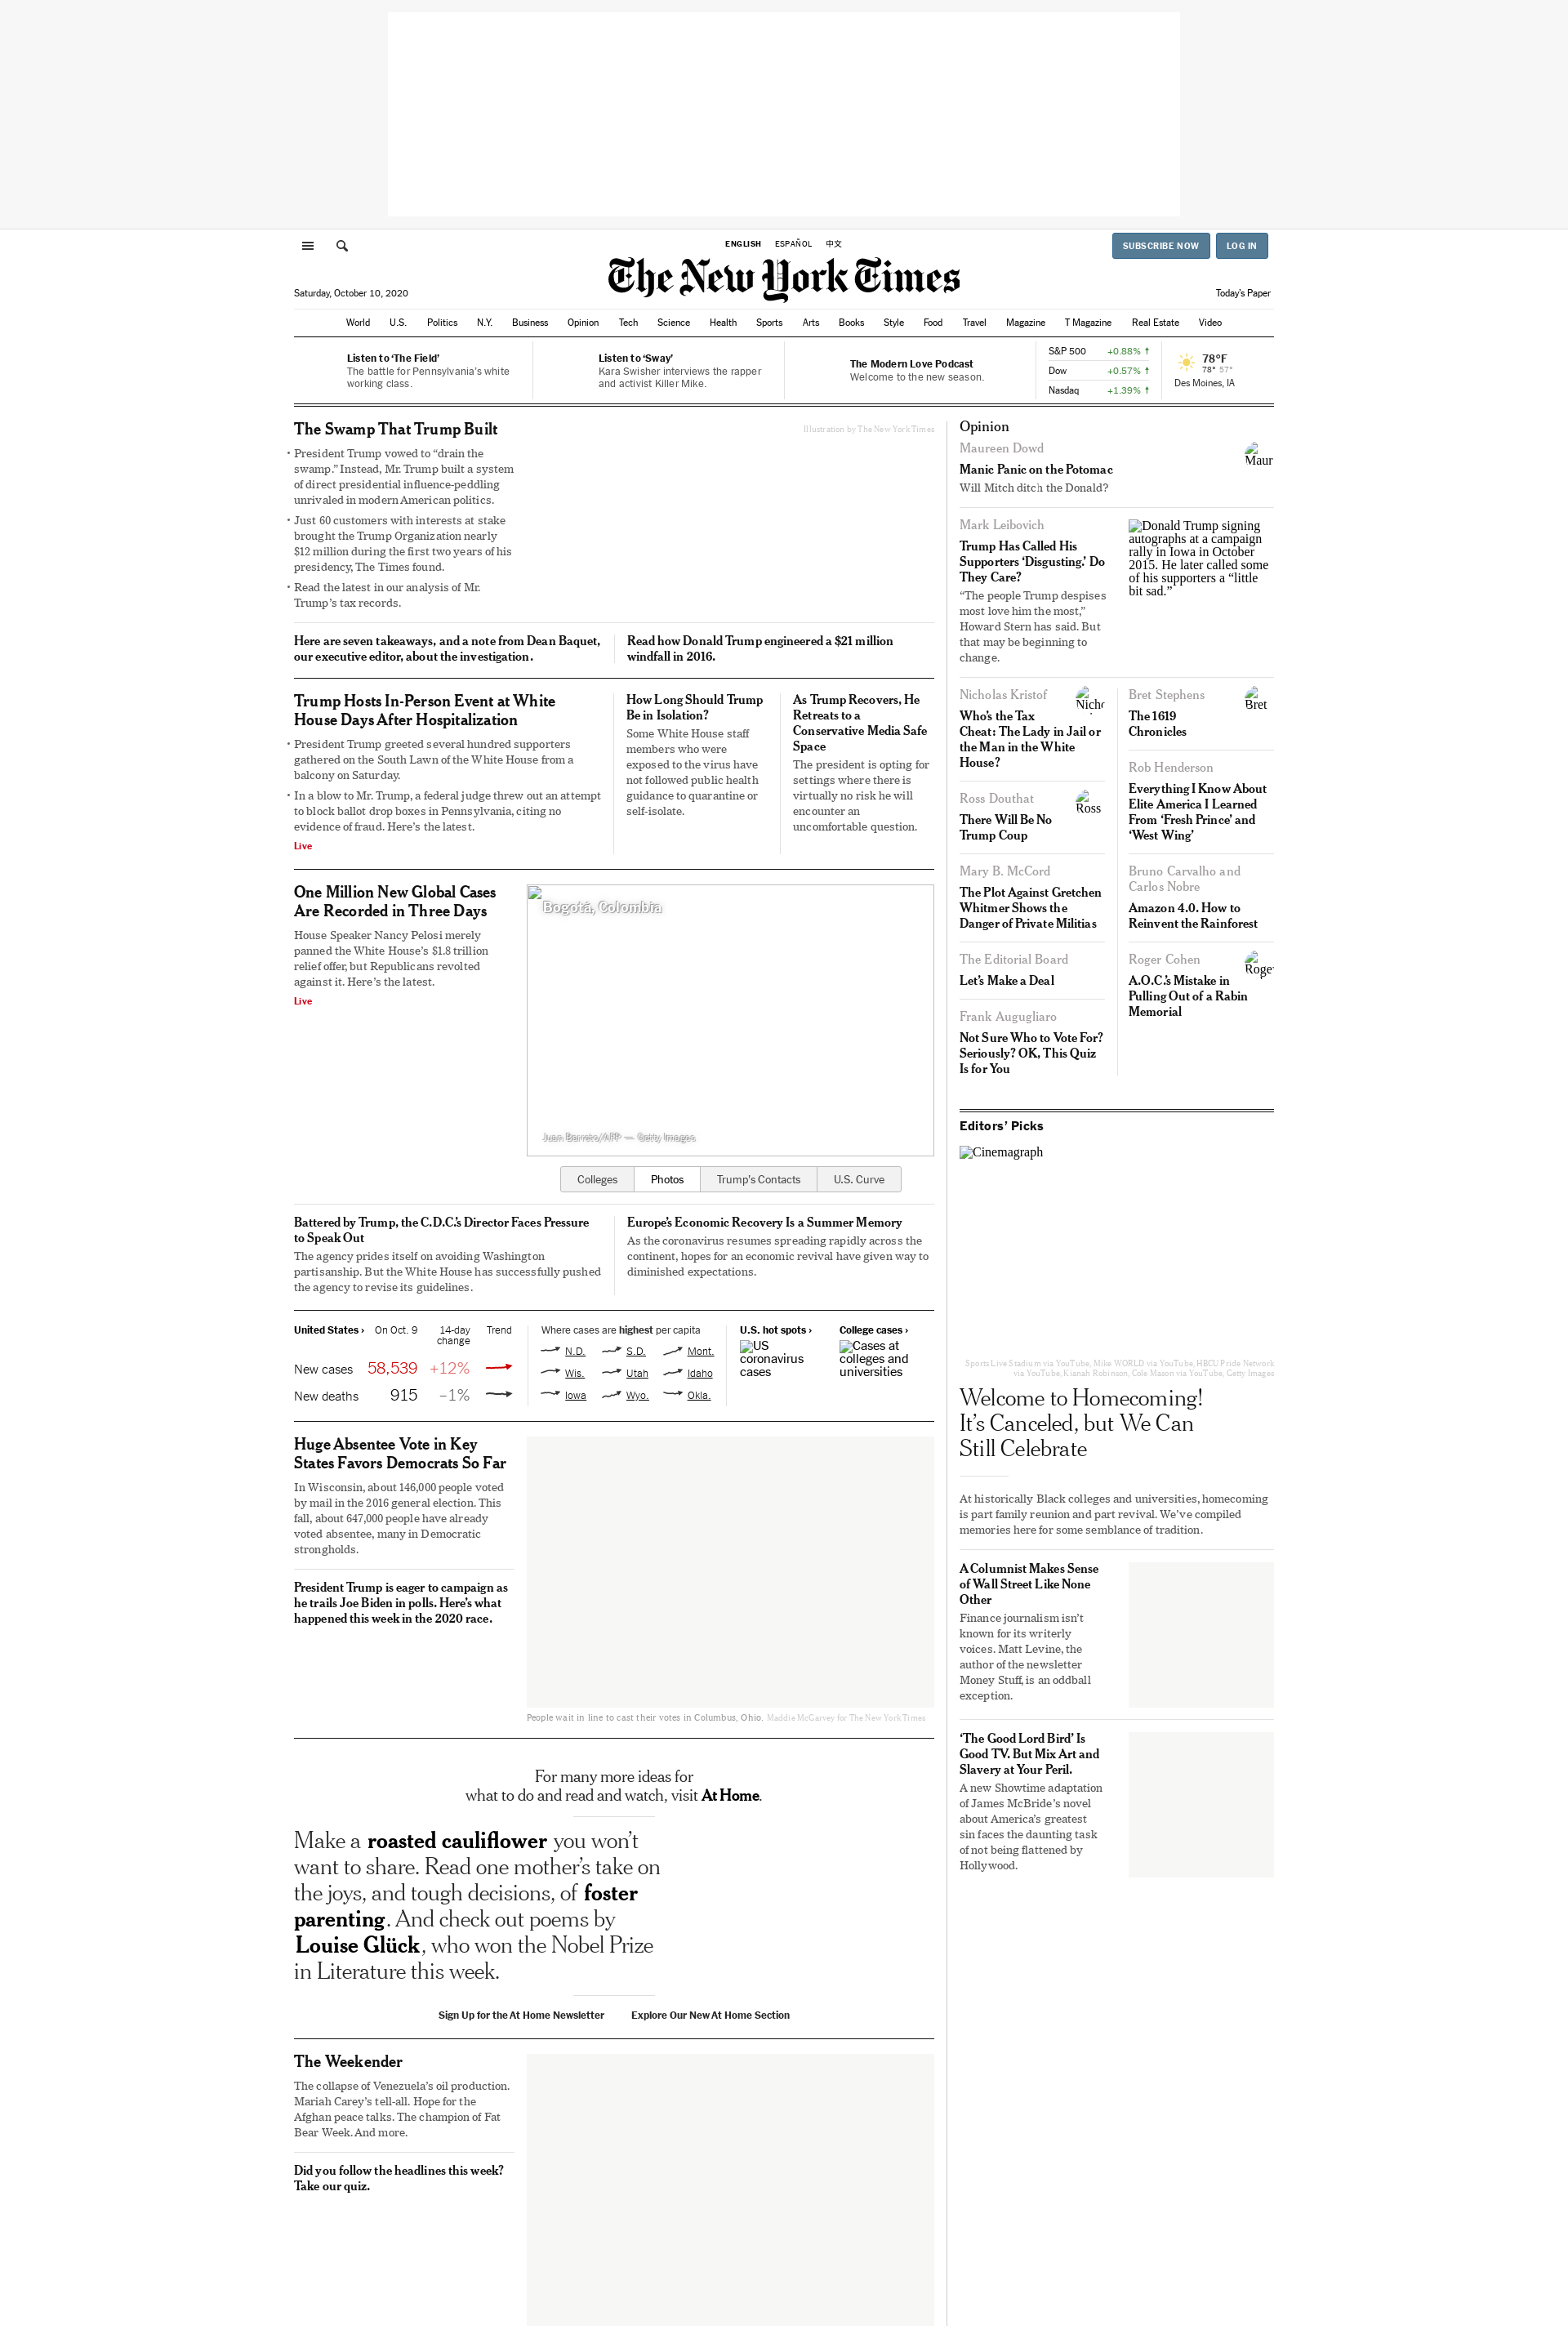 ENGLISH ESPAÑOL 中文
SUBSCRIBE NOW LOG IN
The New York Times
Saturday, October 10, 2020
Today's Paper
World U.S. Politics N.Y. Business Opinion Tech Science Health Sports Arts Books Style Food Travel Magazine T Magazine Real Estate Video
Listen to ‘The Field’
The battle for Pennsylvania’s white
working class.
Listen to ‘Sway’
Kara Swisher interviews the rapper
and activist Killer Mike.
The Modern Love Podcast
Welcome to the new season.
S&P 500 +0.88%
Dow +0.57%
Nasdaq +1.39%
78°F
78° 57°
Des Moines, IA
The Swamp That Trump Built
President Trump vowed to “drain the
swamp.” Instead, Mr. Trump built a system
of direct presidential influence-peddling
unrivaled in modern American politics.
Just 60 customers with interests at stake
brought the Trump Organization nearly
$12 million during the first two years of his
presidency, The Times found.
Read the latest in our analysis of Mr.
Trump’s tax records.
Illustration by The New York Times
Here are seven takeaways, and a note from Dean Baquet,
our executive editor, about the investigation.
Read how Donald Trump engineered a $21 million
windfall in 2016.
Trump Hosts In-Person Event at White
House Days After Hospitalization
President Trump greeted several hundred supporters
gathered on the South Lawn of the White House from a
balcony on Saturday.
In a blow to Mr. Trump, a federal judge threw out an attempt
to block ballot drop boxes in Pennsylvania, citing no
evidence of fraud. Here’s the latest.
Live
How Long Should Trump
Be in Isolation?
Some White House staff
members who were
exposed to the virus have
not followed public health
guidance to quarantine or
self-isolate.
As Trump Recovers, He
Retreats to a
Conservative Media Safe
Space
The president is opting for
settings where there is
virtually no risk he will
encounter an
uncomfortable question.
One Million New Global Cases
Are Recorded in Three Days
House Speaker Nancy Pelosi merely
panned the White House’s $1.8 trillion
relief offer, but Republicans revolted
against it. Here’s the latest.
Live
Bogotá, Colombia
Juan Barreto/AFP — Getty Images
Colleges Photos Trump’s Contacts U.S. Curve
Battered by Trump, the C.D.C.’s Director Faces Pressure
to Speak Out
The agency prides itself on avoiding Washington
partisanship. But the White House has successfully pushed
the agency to revise its guidelines.
Europe’s Economic Recovery Is a Summer Memory
As the coronavirus resumes spreading rapidly across the
continent, hopes for an economic revival have given way to
diminished expectations.
United States › On Oct. 9 14-day
change Trend
New cases 58,539 +12%
New deaths 915 –1%
Where cases are highest per capita
N.D. S.D. Mont.
Wis. Utah Idaho
Iowa Wyo. Okla.
U.S. hot spots ›
US
coronavirus
cases
College cases ›
Cases at
colleges and
universities
Huge Absentee Vote in Key
States Favors Democrats So Far
In Wisconsin, about 146,000 people voted
by mail in the 2016 general election. This
fall, about 647,000 people have already
voted absentee, many in Democratic
strongholds.
President Trump is eager to campaign as
he trails Joe Biden in polls. Here’s what
happened this week in the 2020 race.
People wait in line to cast their votes in Columbus, Ohio. Maddie McGarvey for The New York Times
For many more ideas for
what to do and read and watch, visit At Home.
Make a roasted cauliflower you won’t
want to share. Read one mother’s take on
the joys, and tough decisions, of foster
parenting. And check out poems by
Louise Glück, who won the Nobel Prize
in Literature this week.
Sign Up for the At Home Newsletter Explore Our New At Home Section
The Weekender
The collapse of Venezuela’s oil production.
Mariah Carey’s tell-all. Hope for the
Afghan peace talks. The champion of Fat
Bear Week. And more.
Did you follow the headlines this week?
Take our quiz.
Opinion
Maureen Dowd
Manic Panic on the Potomac
Will Mitch ditch the Donald?
Maur
Mark Leibovich
Trump Has Called His
Supporters ‘Disgusting.’ Do
They Care?
“The people Trump despises
most love him the most,”
Howard Stern has said. But
that may be beginning to
change.
Donald Trump signing
autographs at a campaign
rally in Iowa in October
2015. He later called some
of his supporters a “little
bit sad.”
Nicholas Kristof
Who’s the Tax
Cheat: The Lady in Jail or
the Man in the White
House?
Nicho
Ross Douthat
There Will Be No
Trump Coup
Ross
Mary B. McCord
The Plot Against Gretchen
Whitmer Shows the
Danger of Private Militias
The Editorial Board
Let’s Make a Deal
Frank Augugliaro
Not Sure Who to Vote For?
Seriously? OK, This Quiz
Is for You
Bret Stephens
The 1619
Chronicles
Bret
Rob Henderson
Everything I Know About
Elite America I Learned
From ‘Fresh Prince’ and
‘West Wing’
Bruno Carvalho and
Carlos Nobre
Amazon 4.0. How to
Reinvent the Rainforest
Roger Cohen
A.O.C.’s Mistake in
Pulling Out of a Rabin
Memorial
Roger
Editors’ Picks
Cinemagraph
Sports Live Stadium via YouTube, Mike WORLD via YouTube, HBCU Pride Network
via YouTube, Kianah Robinson, Cole Mason via YouTube, Getty Images
Welcome to Homecoming!
It’s Canceled, but We Can
Still Celebrate
At historically Black colleges and universities, homecoming
is part family reunion and part revival. We’ve compiled
memories here for some semblance of tradition.
A Columnist Makes Sense
of Wall Street Like None
Other
Finance journalism isn’t
known for its writerly
voices. Matt Levine, the
author of the newsletter
Money Stuff, is an oddball
exception.
‘The Good Lord Bird’ Is
Good TV. But Mix Art and
Slavery at Your Peril.
A new Showtime adaptation
of James McBride’s novel
about America’s greatest
sin faces the daunting task
of not being flattened by
Hollywood.